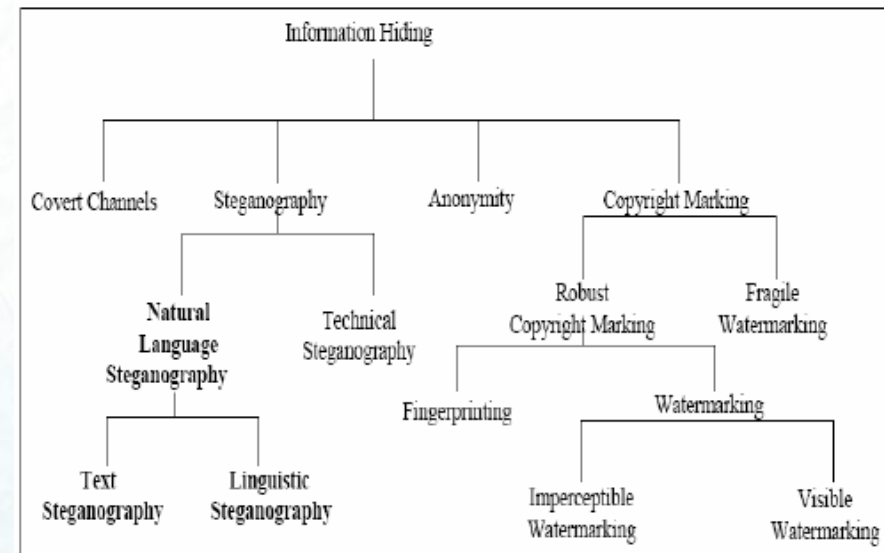 Information Hiding
Covert Channels
Steganography
Anonymity
Copyright Marking
Natural
Language
Steganography
Technical
Steganography
Robust
Copyright Marking
Fragile
Watermarking
Fingerprinting
Watermarking
Text
Steganography
Linguistic
Steganography
Imperceptible
Watermarking
Visible
Watermarking